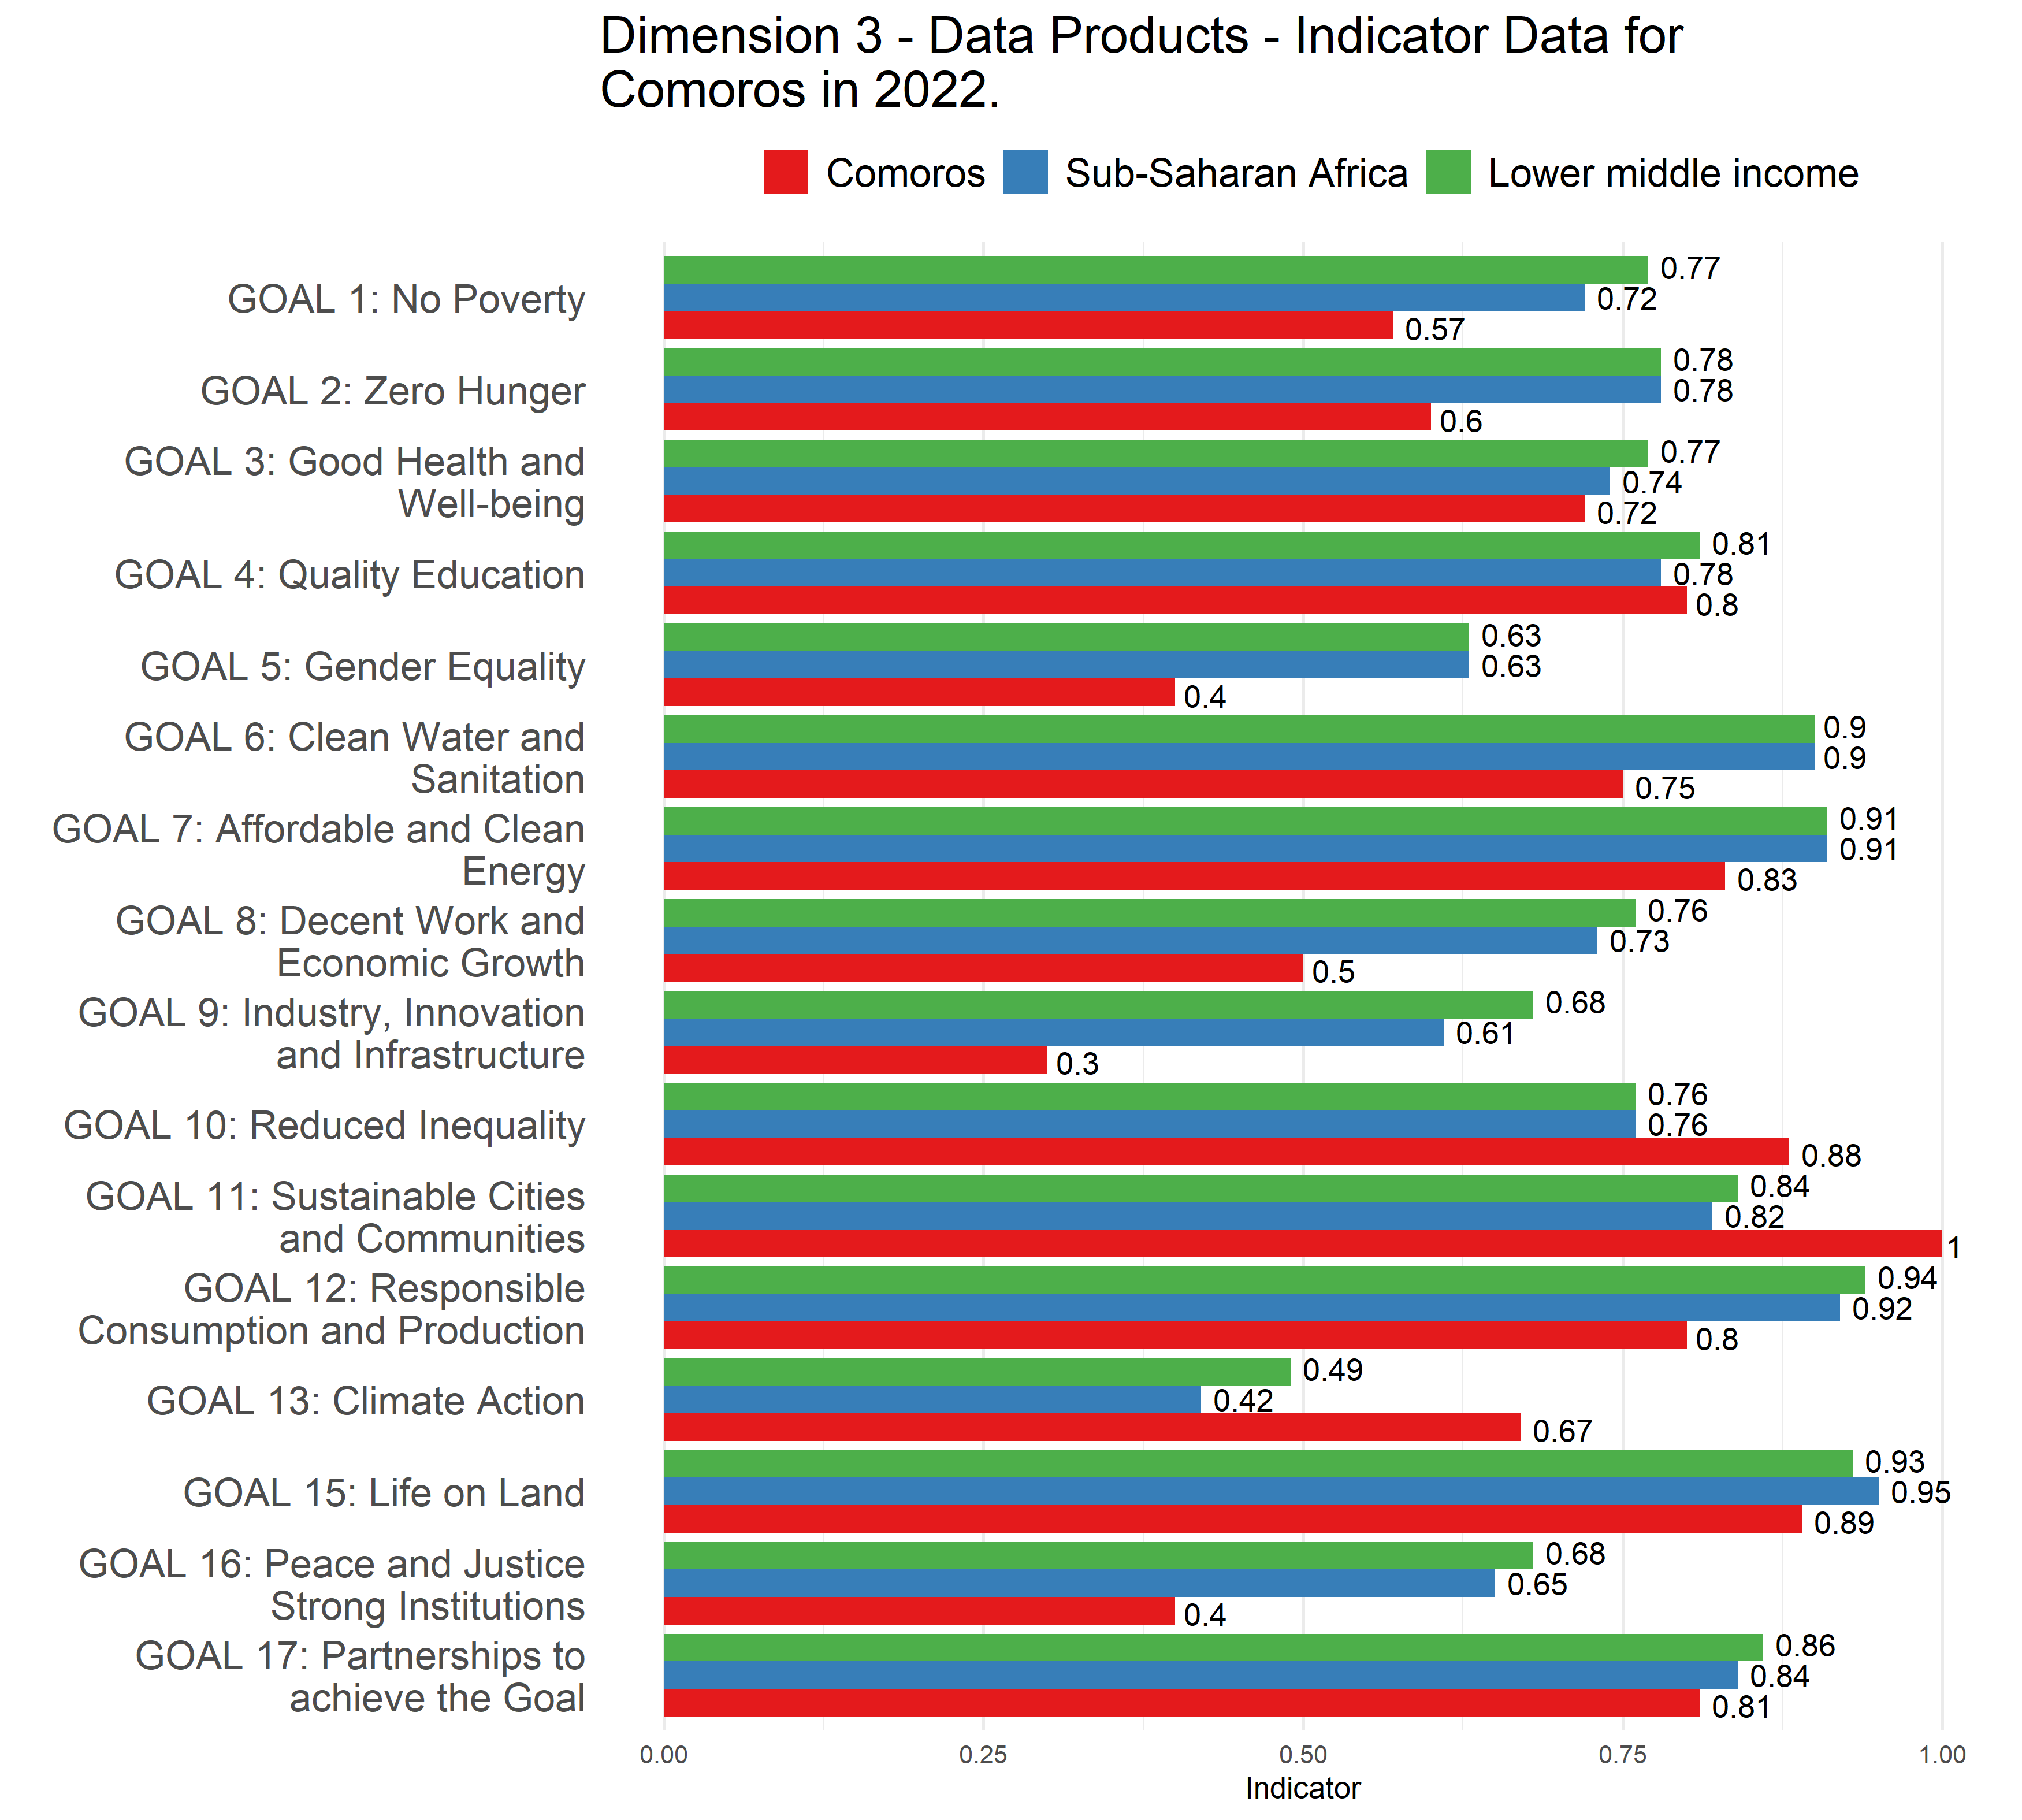 Dimension 3 - Data Products - Indicator Data for
Comoros in 2022.
Comoros Sub-Saharan Africa Lower middle income
GOAL 1: No Poverty
0.77
0.72
0.57
GOAL 2: Zero Hunger
0.78
0.78
0.6
GOAL 3: Good Health and
Well-being
0.77
0.74
0.72
GOAL 4: Quality Education
0.81
0.78
0.8
GOAL 5: Gender Equality
0.63
0.63
0.4
GOAL 6: Clean Water and
Sanitation
0.9
0.9
0.75
GOAL 7: Affordable and Clean
Energy
0.91
0.91
0.83
GOAL 8: Decent Work and
Economic Growth
0.76
0.73
0.5
GOAL 9: Industry, Innovation
and Infrastructure
0.68
0.61
0.3
GOAL 10: Reduced Inequality
0.76
0.76
0.88
GOAL 11: Sustainable Cities
and Communities
0.84
0.82
1
GOAL 12: Responsible
Consumption and Production
0.94
0.92
0.8
GOAL 13: Climate Action
0.49
0.42
0.67
GOAL 15: Life on Land
0.93
0.95
0.89
GOAL 16: Peace and Justice
Strong Institutions
0.68
0.65
0.4
GOAL 17: Partnerships to
achieve the Goal
0.86
0.84
0.81
0.00 0.25 0.50 0.75 1.00
Indicator